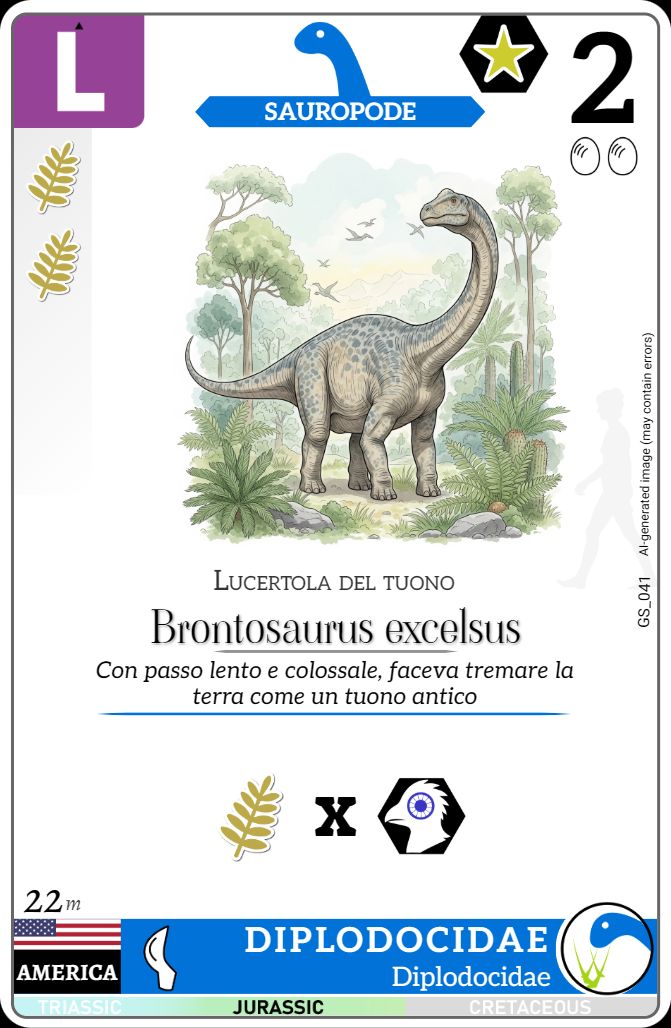 L
SAUROPODE
2
AI-generated image (may contain errors)
GS_041
Lucertola del tuono
Brontosaurus excelsus
Con passo lento e colossale, faceva tremare la
terra come un tuono antico
x
22 m
AMERICA
DIPLODOCIDAE
Diplodocidae
TRIASSIC JURASSIC CRETACEOUS